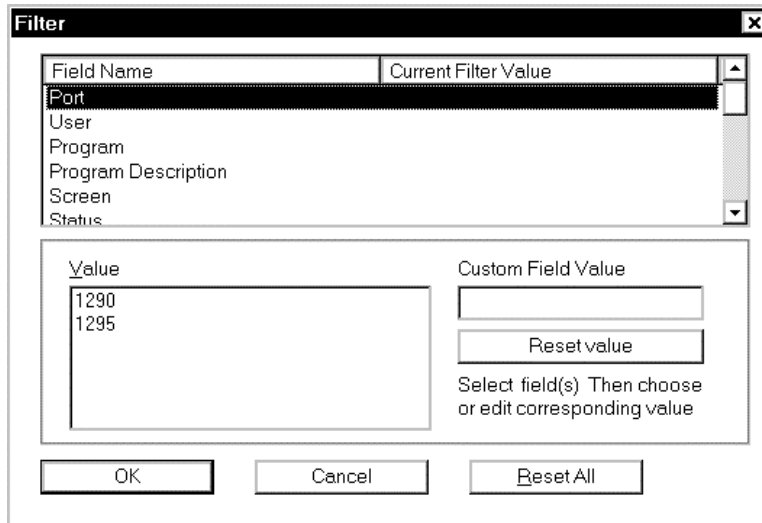 Filter
Field Name Current Filter Value
Port
User
Program
Program Description
Screen
Status
Value Custom Field Value
1290
1295
Reset value
Select field(s) Then choose
or edit corresponding value
OK Cancel Reset All